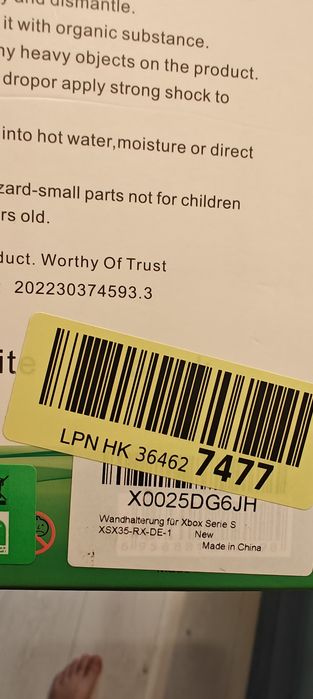 and dismantle.
it with organic substance.
heavy objects on the product.
dropor apply strong shock to
into hot water,moisture or direct
zard-small parts not for children
rs old.
duct. Worthy Of Trust
202230374593.3
ite
LPN HK 36462 7477
X0025DG6JH
Wandhalterung für Xbox Serie S
XSX35-RX-DE-1 New
Made in China